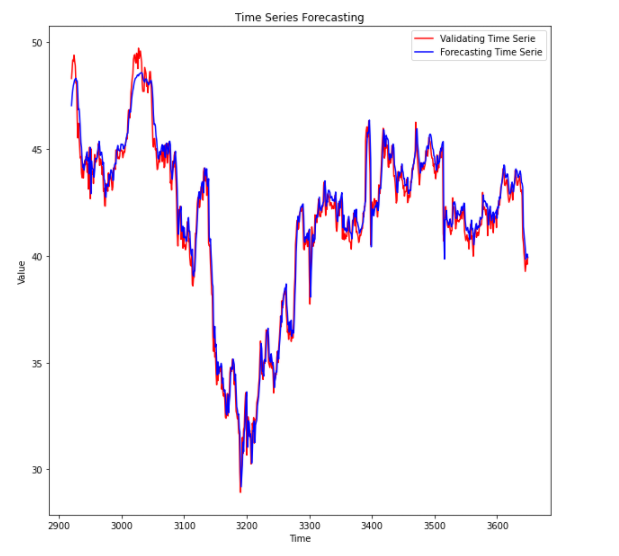 Time Series Forecasting
Validating Time Serie
Forecasting Time Serie
50
45
40
35
30
Value
2900 3000 3100 3200 3300 3400 3500 3600
Time